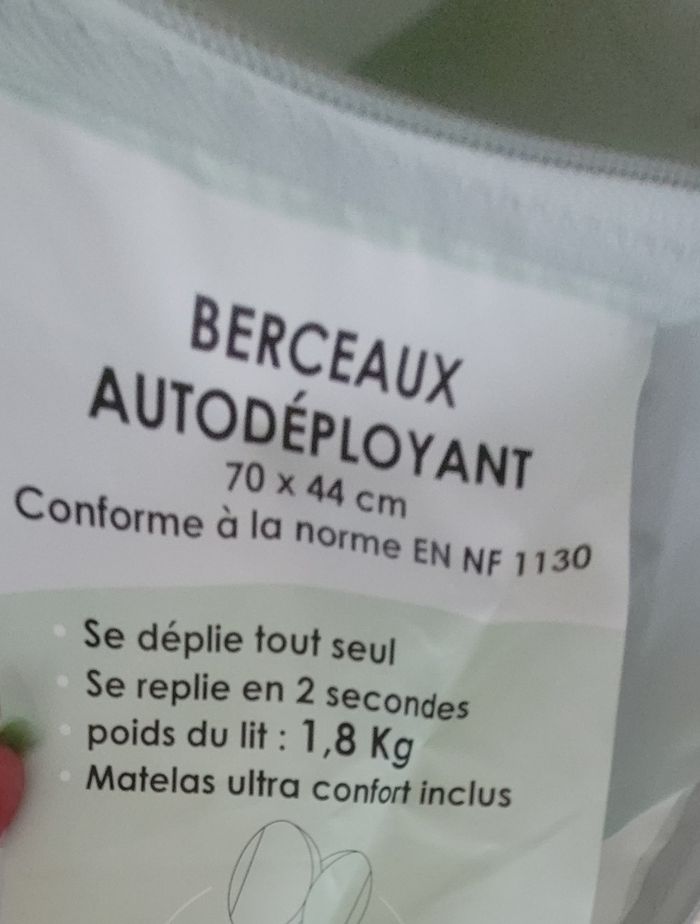 BERCEAUX
AUTODÉPLOYANT
70 x 44 cm
Conforme à la norme EN NF 1130
Se déplie tout seul
Se replie en 2 secondes
poids du lit : 1,8 Kg
Matelas ultra confort inclus